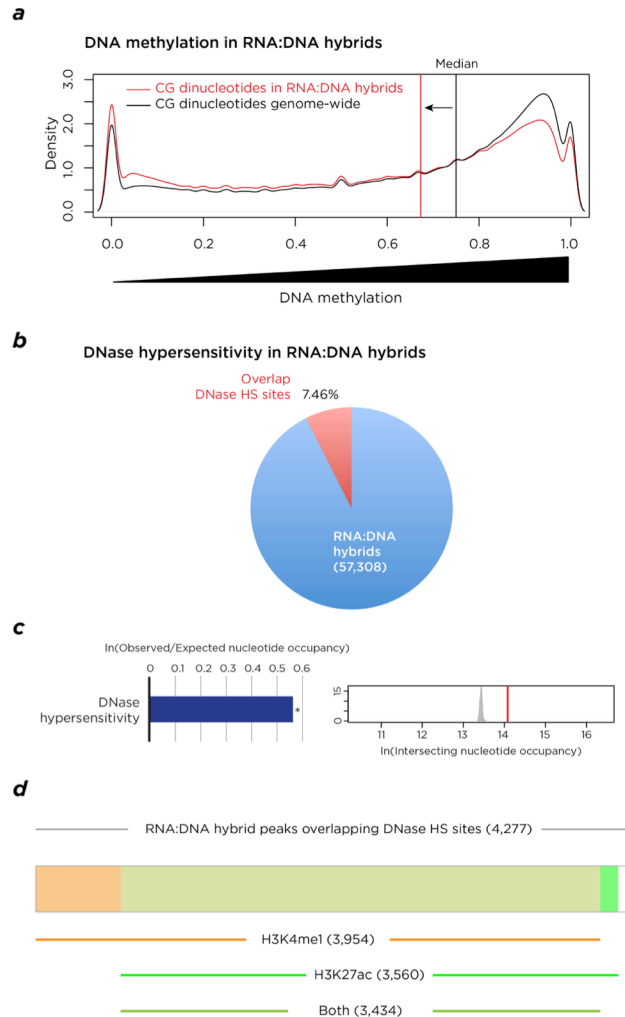 a
DNA methylation in RNA:DNA hybrids
Median
CG dinucleotides in RNA:DNA hybrids
CG dinucleotides genome-wide
Density
3.0
2.0
1.0
0.0
0.0 0.2 0.4 0.6 0.8 1.0
DNA methylation
b
DNase hypersensitivity in RNA:DNA hybrids
Overlap
DNase HS sites 7.46%
RNA:DNA
hybrids
(57,308)
c
ln(Observed/Expected nucleotide occupancy)
0 0.1 0.2 0.3 0.4 0.5 0.6
DNase
hypersensitivity
*
15
5
0
11 12 13 14 15 16
ln(Intersecting nucleotide occupancy)
d
RNA:DNA hybrid peaks overlapping DNase HS sites (4,277)
H3K4me1 (3,954)
H3K27ac (3,560)
Both (3,434)